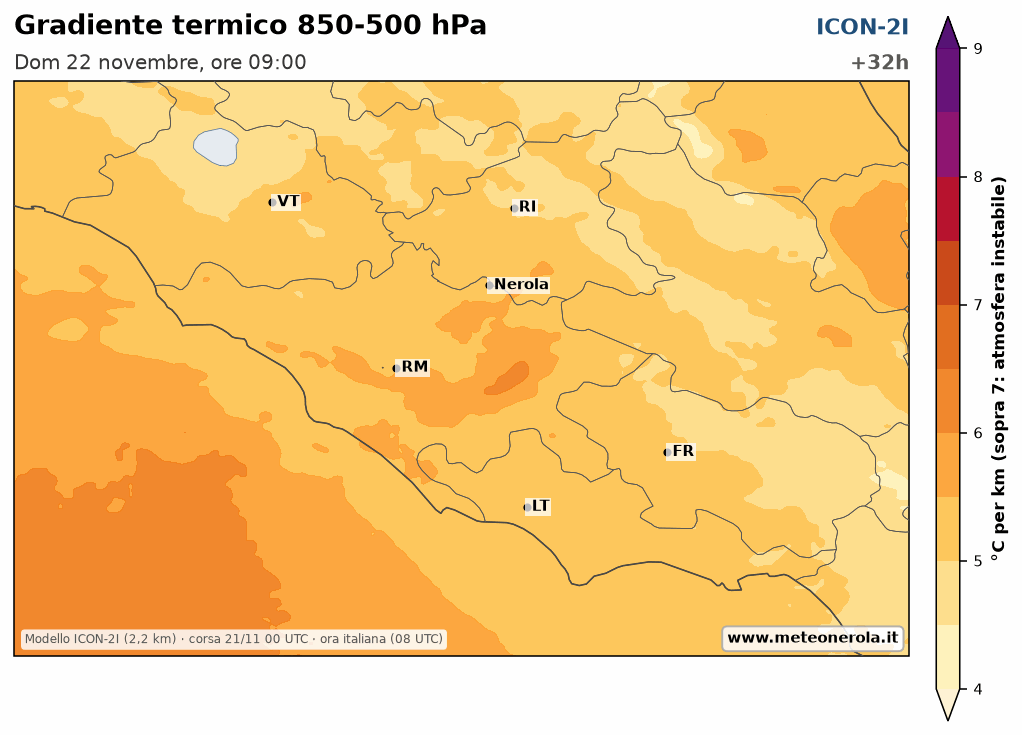 Gradiente termico 850-500 hPa
ICON-2I
Dom 22 novembre, ore 09:00
+32h
VT
RI
Nerola
RM
FR
LT
Modello ICON-2I (2,2 km) · corsa 21/11 00 UTC · ora italiana (08 UTC)
www.meteonerola.it
9
8
7
6
5
4
°C per km (sopra 7: atmosfera instabile)